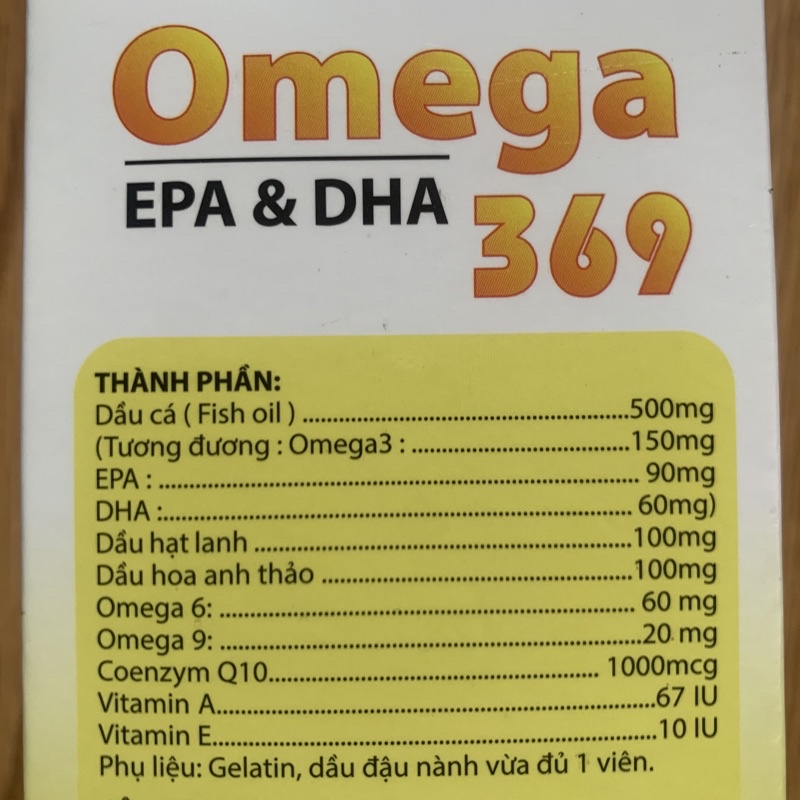 Omega
EPA & DHA
369
THÀNH PHẦN:
Dầu cá ( Fish oil ) ..........................................................500mg
(Tương đương : Omega3 : .......................................150mg
EPA : ..................................................................................... 90mg
DHA :.................................................................................... 60mg)
Dầu hạt lanh ...................................................................100mg
Dầu hoa anh thảo .......................................................100mg
Omega 6: .......................................................................... 60 mg
Omega 9: ...........................................................................20 mg
Coenzym Q10.......................................................... 1000mcg
Vitamin A..............................................................................67 IU
Vitamin E...............................................................................10 IU
Phụ liệu: Gelatin, dầu đậu nành vừa đủ 1 viên.